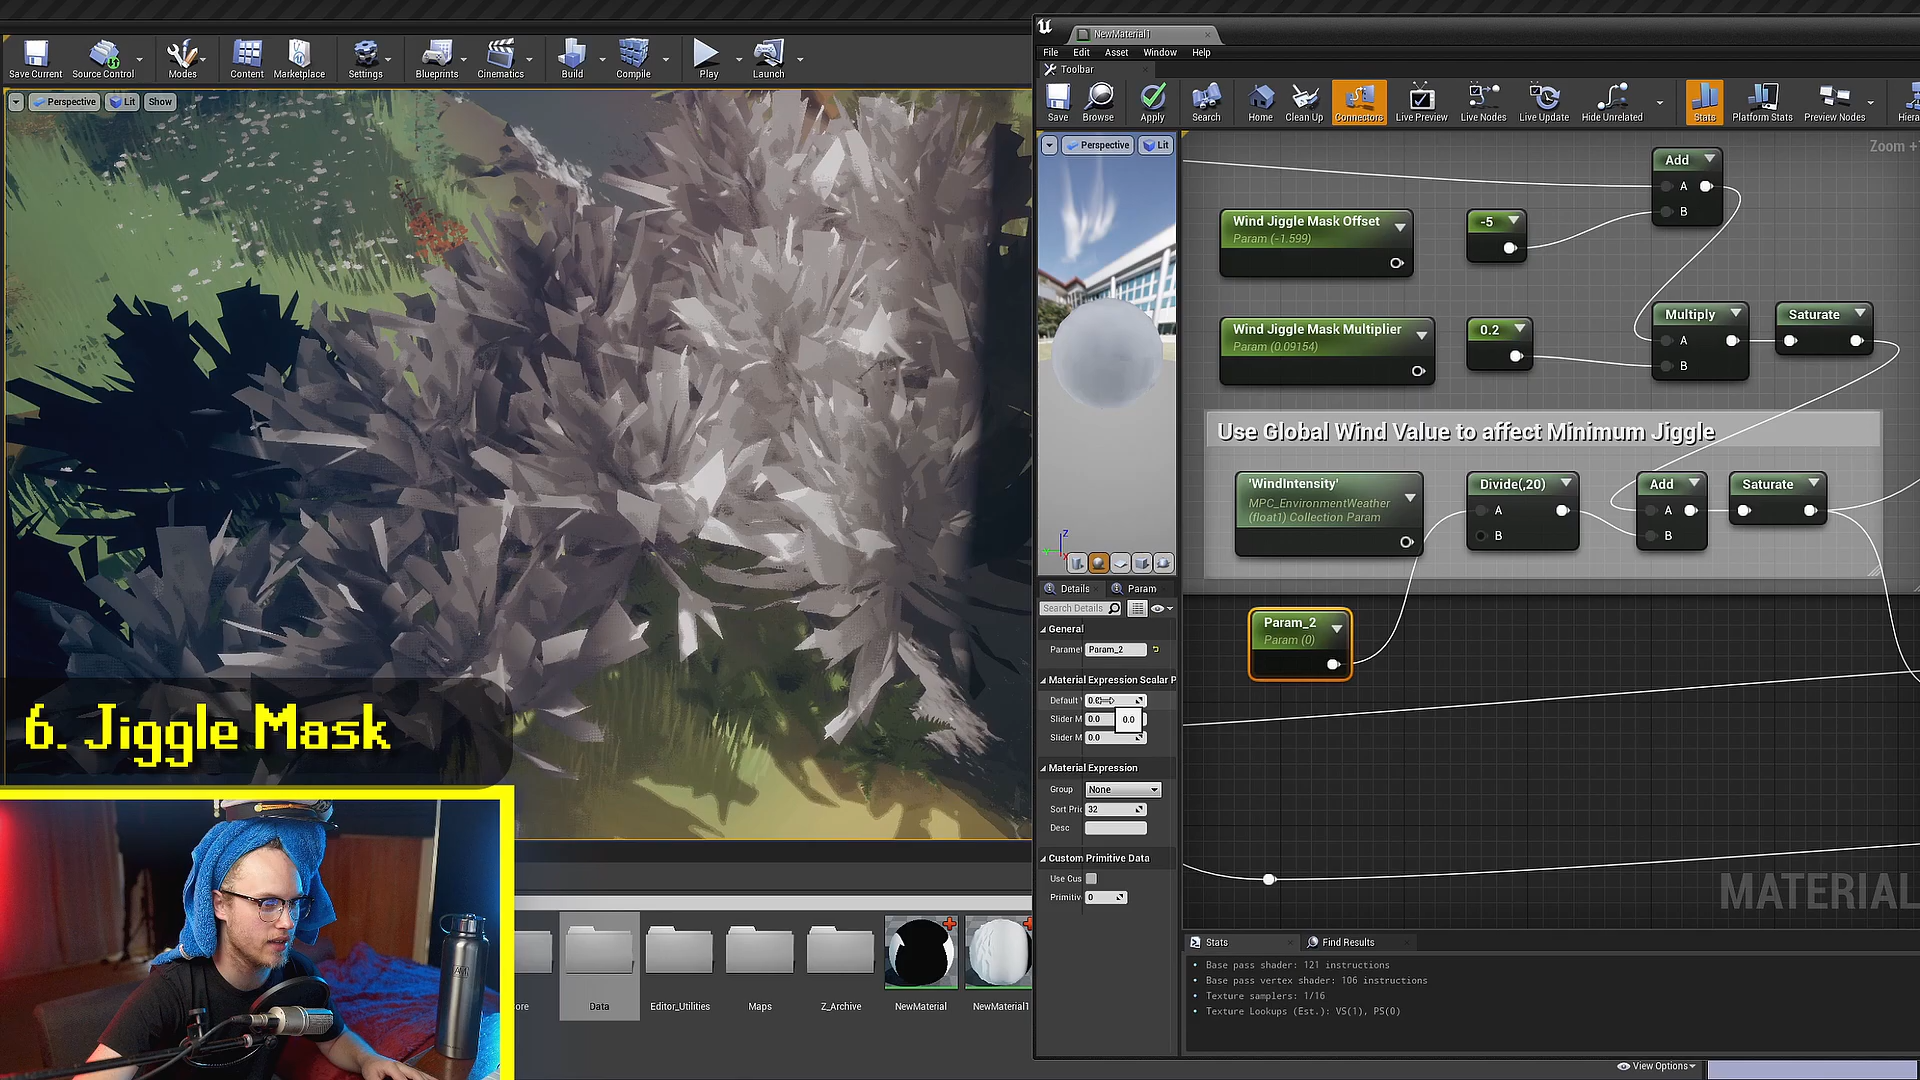 Save Current
Source Control
Modes
Content
Marketplace
Settings
Blueprints
Cinematics
Build
Compile
Play
Launch
Perspective
Lit
Show
6. Jiggle Mask
Data
Editor_Utilities
Maps
Z_Archive
NewMaterial
NewMaterial1
NewMaterial1
File
Edit
Asset
Window
Help
Toolbar
Save
Browse
Apply
Search
Home
Clean Up
Connectors
Live Preview
Live Nodes
Live Update
Hide Unrelated
Stats
Platform Stats
Preview Nodes
Hiera
Perspective
Lit
Z
Zoom +
Add
A
B
Wind Jiggle Mask Offset
Param (-1.599)
-5
Wind Jiggle Mask Multiplier
Param (0.09154)
0.2
Multiply
A
B
Saturate
Use Global Wind Value to affect Minimum Jiggle
'WindIntensity'
MPC_EnvironmentWeather
(float1) Collection Param
Divide(,20)
A
B
Add
A
B
Saturate
Param_2
Param (0)
MATERIAL
Details
Param
Search Details
General
Paramet
Param_2
Material Expression Scalar P
Default
Slider M
0.0
0.0
Slider M
0.0
Material Expression
Group
None
Sort Pri
32
Desc
Custom Primitive Data
Use Cus
Primitiv
0
Stats
Find Results
Base pass shader: 121 instructions
Base pass vertex shader: 106 instructions
Texture samplers: 1/16
Texture Lookups (Est.): VS(1), PS(0)
View Options